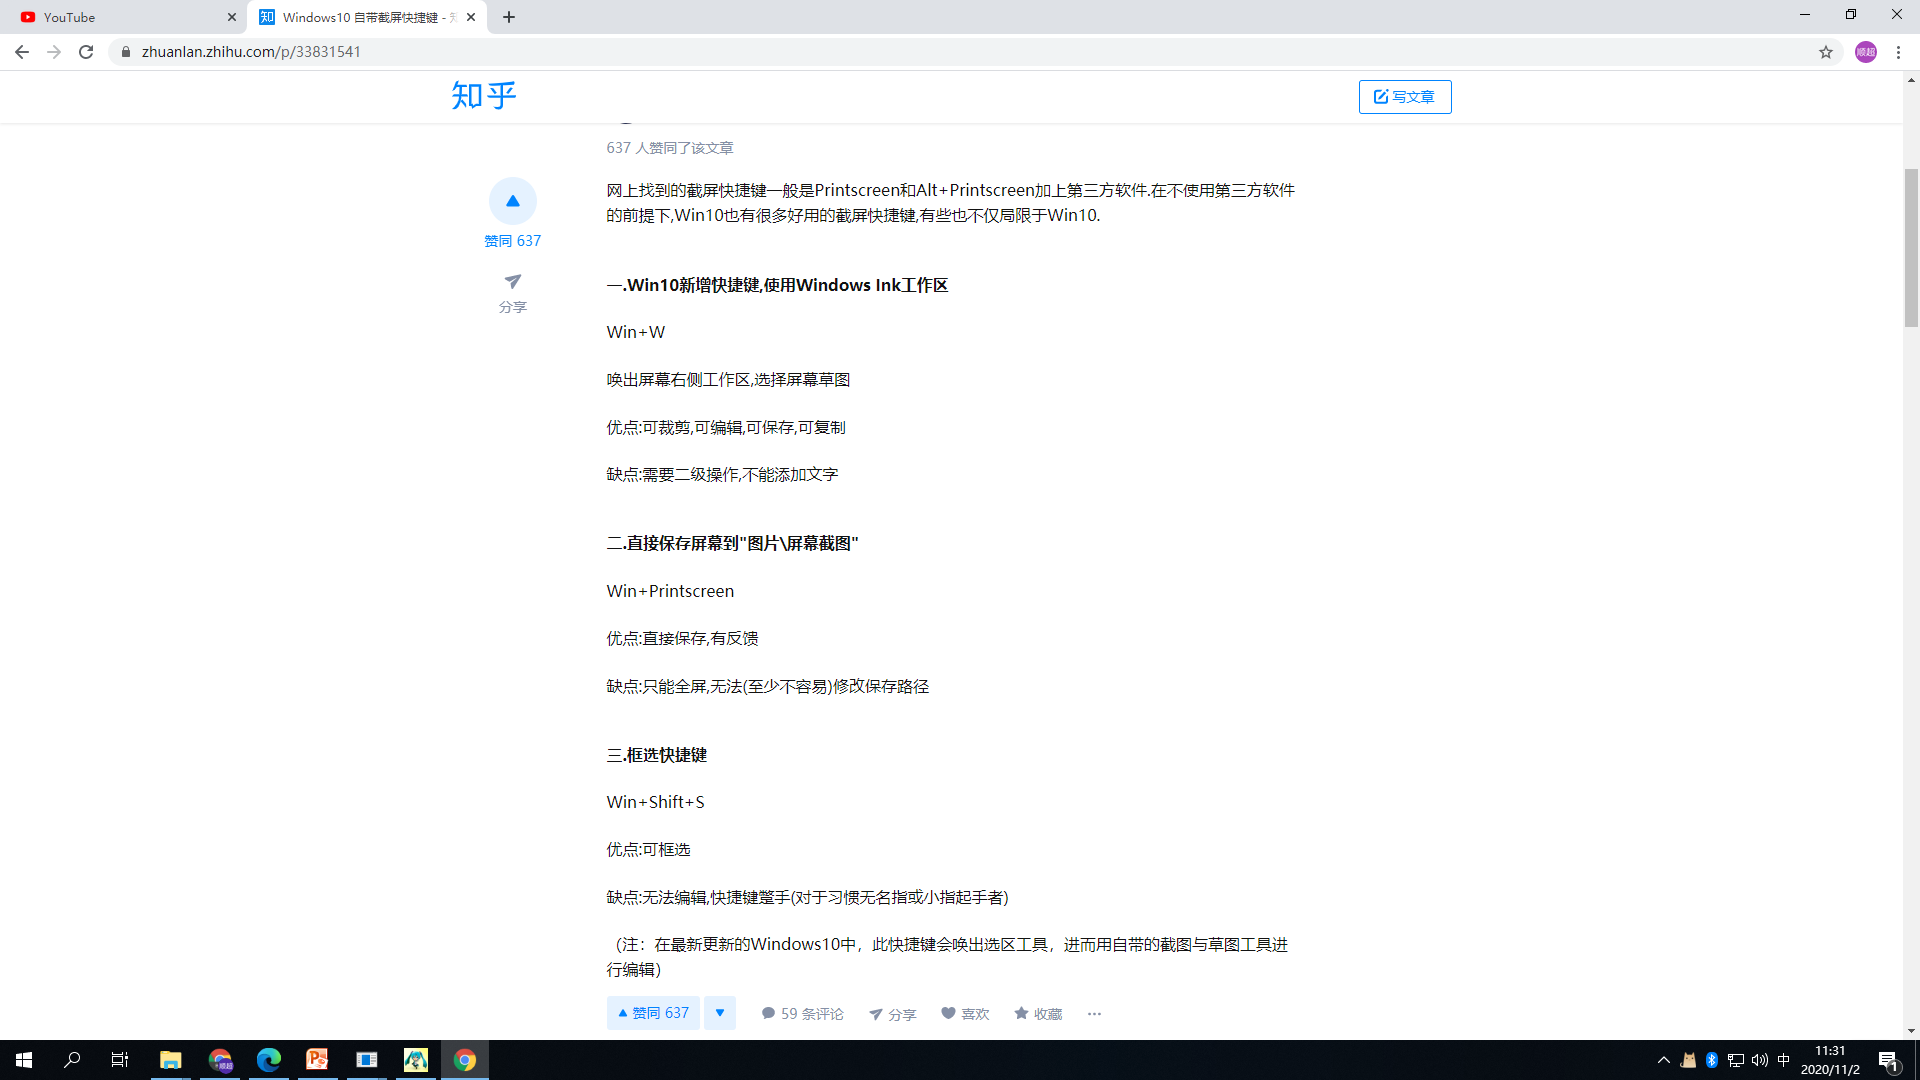 YouTube
Windows10 自带截屏快捷键 -
zhuanlan.zhihu.com/p/33831541
顺超
知乎
写文章
637 人赞同了该文章
网上找到的截屏快捷键一般是Printscreen和Alt+Printscreen加上第三方软件.在不使用第三方软件
的前提下,Win10也有很多好用的截屏快捷键,有些也不仅局限于Win10.
赞同 637
分享
一.Win10新增快捷键,使用Windows Ink工作区
Win+W
唤出屏幕右侧工作区,选择屏幕草图
优点:可裁剪,可编辑,可保存,可复制
缺点:需要二级操作,不能添加文字
二.直接保存屏幕到"图片\屏幕截图"
Win+Printscreen
优点:直接保存,有反馈
缺点:只能全屏,无法(至少不容易)修改保存路径
三.框选快捷键
Win+Shift+S
优点:可框选
缺点:无法编辑,快捷键蹩手(对于习惯无名指或小指起手者)
（注：在最新更新的Windows10中，此快捷键会唤出选区工具，进而用自带的截图与草图工具进
行编辑）
赞同 637
59 条评论
分享
喜欢
收藏
中
11:31
2020/11/2
1